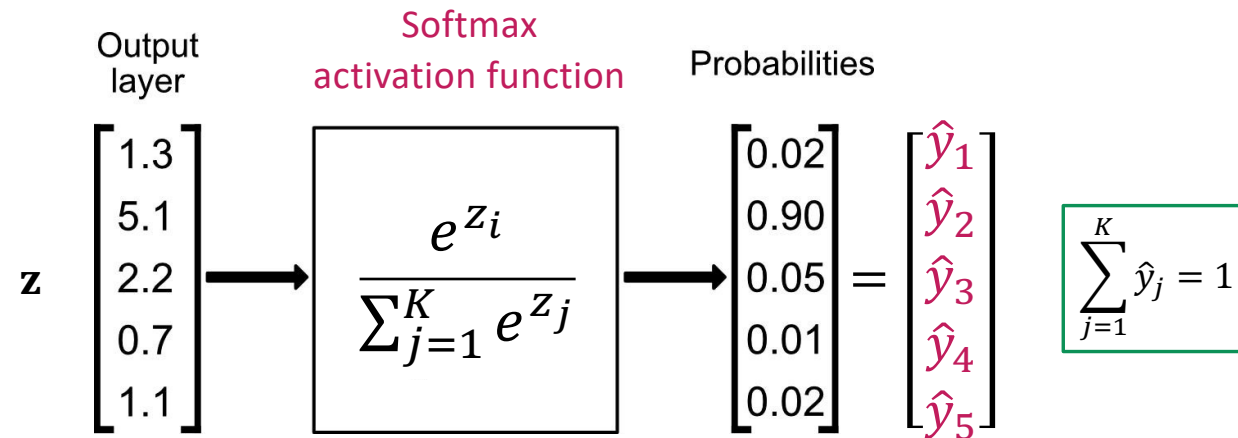 Output
layer
Softmax
activation function
Probabilities
z
1.3
5.1
2.2
0.7
1.1
e^{z_i}
∑_{j=1}^{K} e^{z_j}
0.02
0.90
0.05
0.01
0.02
=
ŷ_1
ŷ_2
ŷ_3
ŷ_4
ŷ_5
∑_{j=1}^{K} ŷ_j = 1